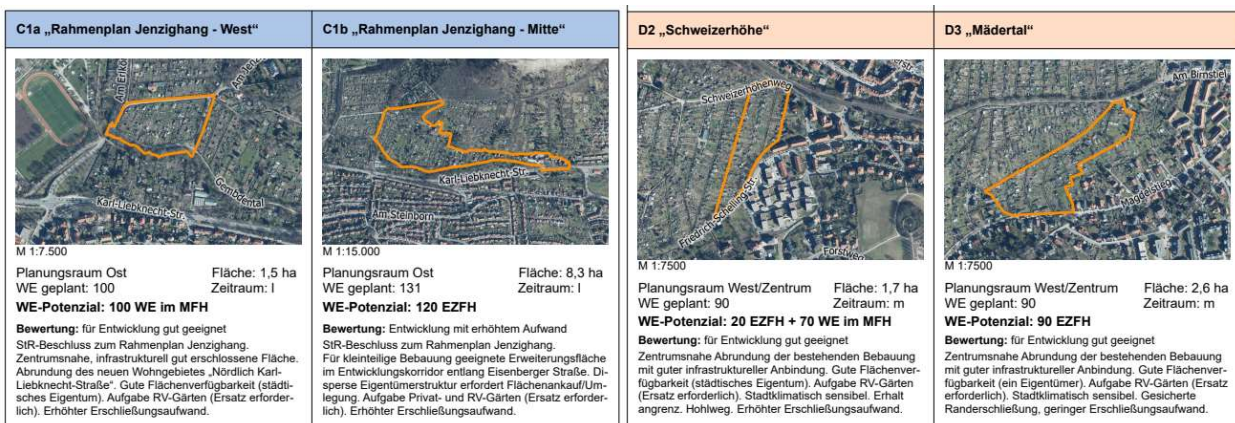 C1a „Rahmenplan Jenzighang - West“
Am Erlkö
Am Jen
Gembdental
Karl-Liebknecht-Str.
M 1:7.500
Planungsraum Ost Fläche: 1,5 ha
WE geplant: 100 Zeitraum: l
WE-Potenzial: 100 WE im MFH
Bewertung: für Entwicklung gut geeignet
StR-Beschluss zum Rahmenplan Jenzighang.
Zentrumsnahe, infrastrukturell gut erschlossene Fläche.
Abrundung des neuen Wohngebietes „Nördlich Karl-
Liebknecht-Straße“. Gute Flächenverfügbarkeit (städti-
sches Eigentum). Aufgabe RV-Gärten (Ersatz erforder-
lich). Erhöhter Erschließungsaufwand.
C1b „Rahmenplan Jenzighang - Mitte“
Karl-Liebknecht-Str.
Am Steinborn
M 1:15.000
Planungsraum Ost Fläche: 8,3 ha
WE geplant: 131 Zeitraum: l
WE-Potenzial: 120 EZFH
Bewertung: Entwicklung mit erhöhtem Aufwand
StR-Beschluss zum Rahmenplan Jenzighang.
Für kleinteilige Bebauung geeignete Erweiterungsfläche
im Entwicklungskorridor entlang Eisenberger Straße. Di-
sperse Eigentümerstruktur erfordert Flächenankauf/Um-
legung. Aufgabe Privat- und RV-Gärten (Ersatz erforder-
lich). Erhöhter Erschließungsaufwand.
D2 „Schweizerhöhe“
Schweizerhöhenweg
Friedrich-Schelling-Str.
Forstweg
M 1:7500
Planungsraum West/Zentrum Fläche: 1,7 ha
WE geplant: 90 Zeitraum: m
WE-Potenzial: 20 EZFH + 70 WE im MFH
Bewertung: für Entwicklung gut geeignet
Zentrumsnahe Abrundung der bestehenden Bebauung
mit guter infrastruktureller Anbindung. Gute Flächenver-
fügbarkeit (städtisches Eigentum). Aufgabe RV-Gärten
(Ersatz erforderlich). Stadtklimatisch sensibel. Erhalt
angrenz. Hohlweg. Erhöhter Erschließungsaufwand.
D3 „Mädertal“
Am Birnstiel
Magdelstieg
M 1:7500
Planungsraum West/Zentrum Fläche: 2,6 ha
WE geplant: 90 Zeitraum: m
WE-Potenzial: 90 EZFH
Bewertung: für Entwicklung gut geeignet
Zentrumsnahe Abrundung der bestehenden Bebauung
mit guter infrastruktureller Anbindung. Gute Flächenver-
fügbarkeit (ein Eigentümer). Aufgabe RV-Gärten (Ersatz
erforderlich). Stadtklimatisch sensibel. Gesicherte
Randerschließung, geringer Erschließungsaufwand.